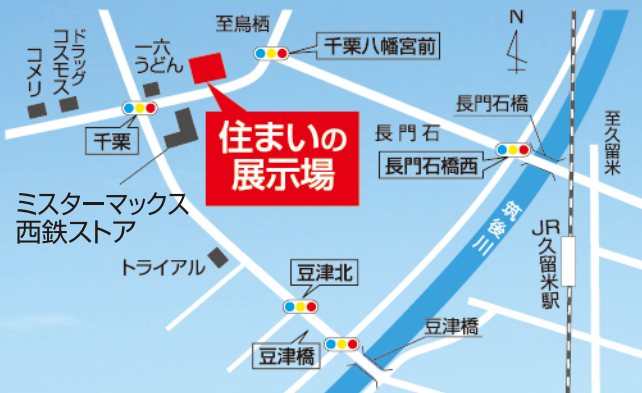 至鳥栖
N
千栗八幡宮前
ドラッグ
コスモス
コメリ
一六
うどん
千栗
住まいの
展示場
長門石
長門石橋
長門石橋西
至久留米
ミスターマックス
西鉄ストア
筑後川
JR久留米駅
トライアル
豆津北
豆津橋
豆津橋